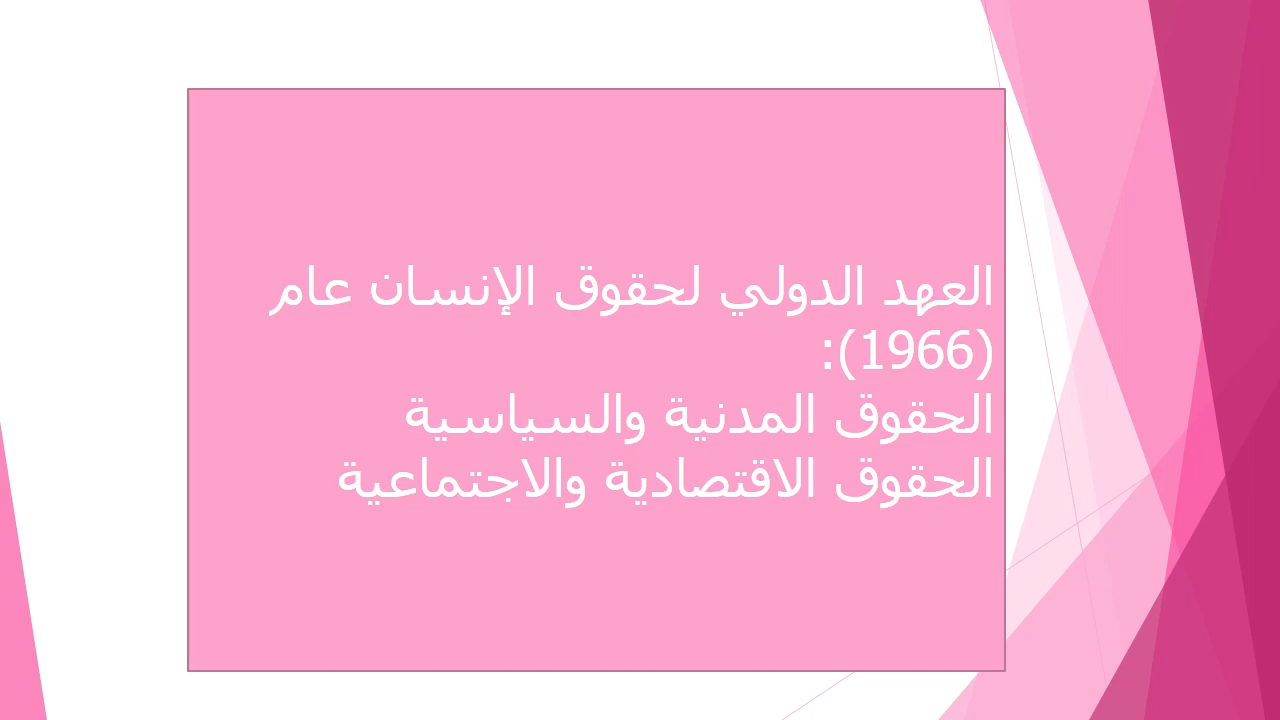 العهد الدولي لحقوق الإنسان عام
(1966):
الحقوق المدنية والسياسية
الحقوق الاقتصادية والاجتماعية